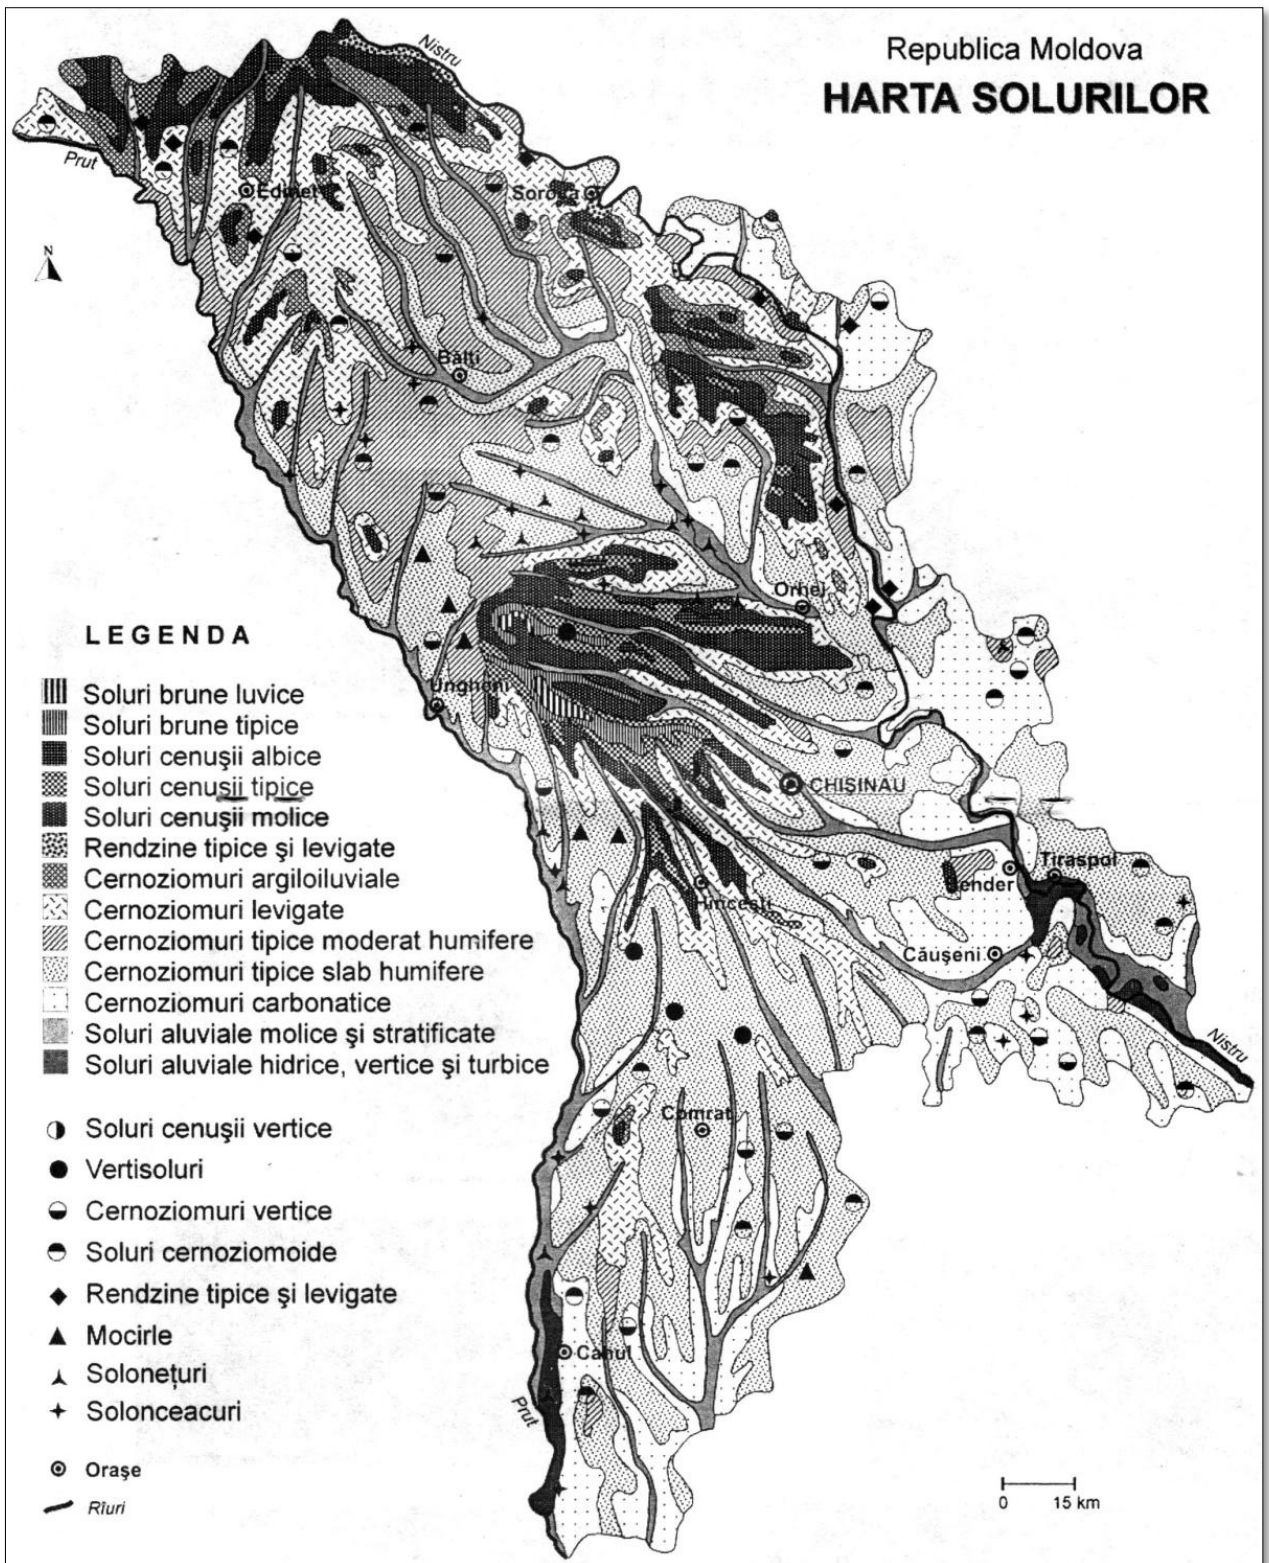 Republica Moldova
HARTA SOLURILOR
Nistru
Prut
Edineț
Soroca
N
Bălți
Orhei
Ungheni
CHIȘINAU
Tiraspol
Bender
Hîncești
Căușeni
Nistru
Comrat
Cahul
Prut
LEGENDA
Soluri brune luvice
Soluri brune tipice
Soluri cenușii albice
Soluri cenușii tipice
Soluri cenușii molice
Rendzine tipice și levigate
Cernoziomuri argiloiluviale
Cernoziomuri levigate
Cernoziomuri tipice moderat humifere
Cernoziomuri tipice slab humifere
Cernoziomuri carbonatice
Soluri aluviale molice și stratificate
Soluri aluviale hidrice, vertice și turbice
Soluri cenușii vertice
Vertisoluri
Cernoziomuri vertice
Soluri cernoziomoide
Rendzine tipice și levigate
Mocirle
Solonețuri
Solonceacuri
Orașe
Rîuri
0 15 km